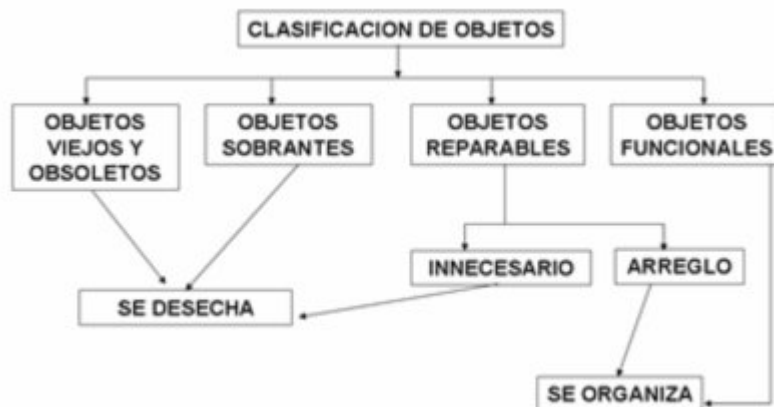 CLASIFICACION DE OBJETOS
OBJETOS
VIEJOS Y
OBSOLETOS
OBJETOS
SOBRANTES
OBJETOS
REPARABLES
OBJETOS
FUNCIONALES
INNECESARIO
ARREGLO
SE DESECHA
SE ORGANIZA